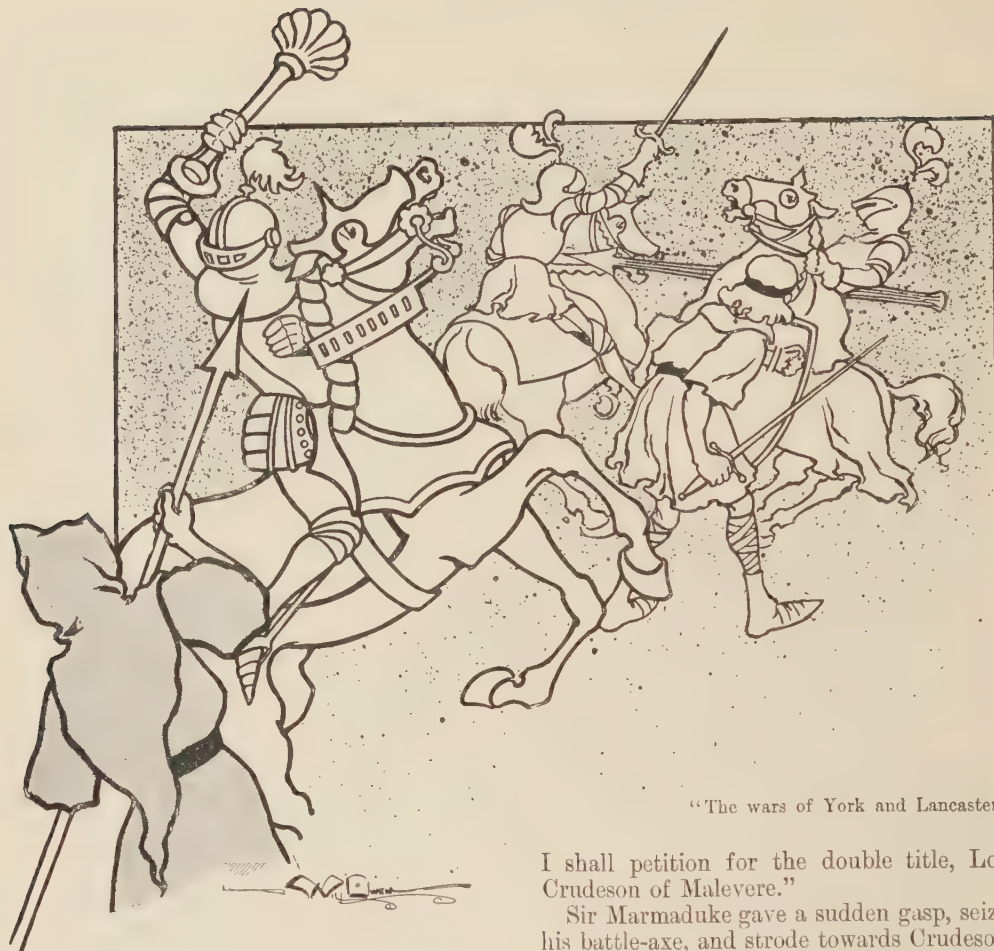 "The wars of York and Lancaster
I shall petition for the double title, Lo
Crudeson of Malevere."
Sir Marmaduke gave a sudden gasp, seiz
his battle-axe, and strode towards Crudeso